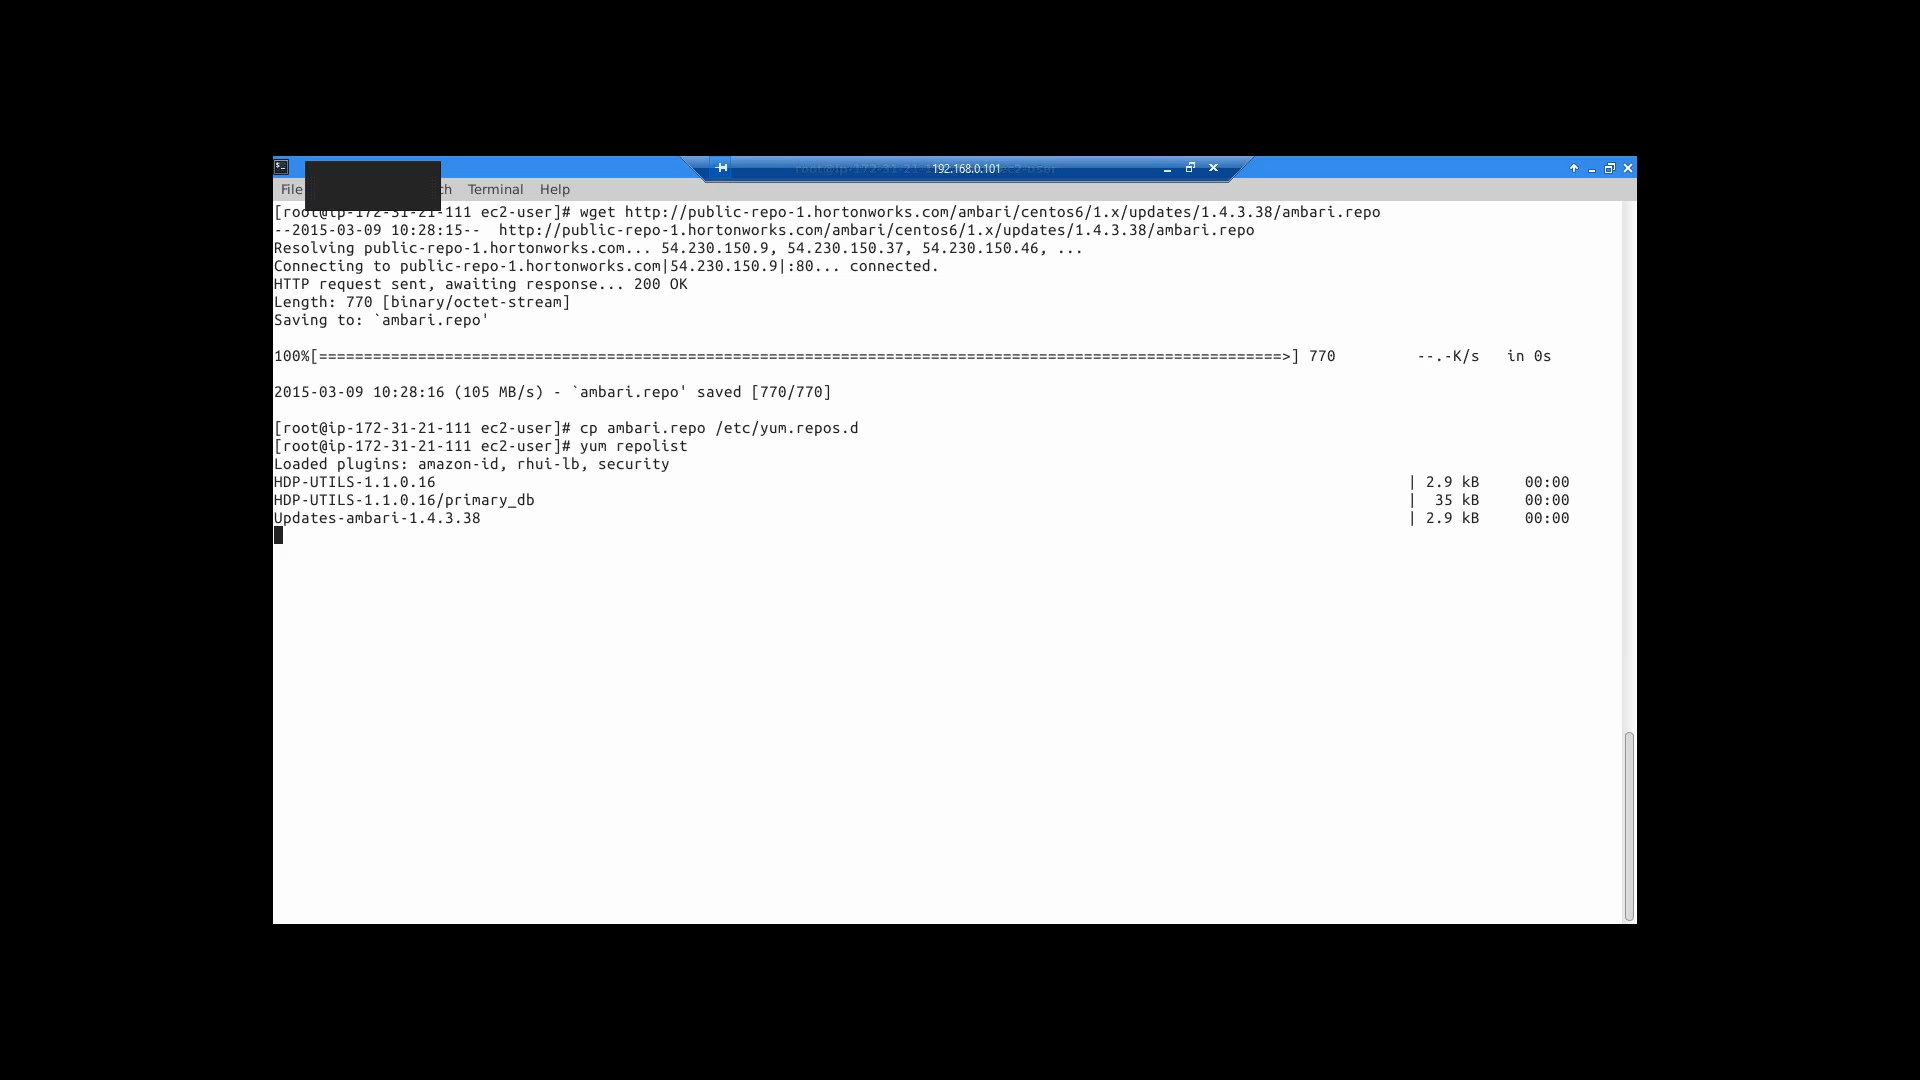 192.168.0.101
File ch Terminal Help
[root@ip-172-31-21-111 ec2-user]# wget http://public-repo-1.hortonworks.com/ambari/centos6/1.x/updates/1.4.3.38/ambari.repo
--2015-03-09 10:28:15-- http://public-repo-1.hortonworks.com/ambari/centos6/1.x/updates/1.4.3.38/ambari.repo
Resolving public-repo-1.hortonworks.com... 54.230.150.9, 54.230.150.37, 54.230.150.46, ...
Connecting to public-repo-1.hortonworks.com|54.230.150.9|:80... connected.
HTTP request sent, awaiting response... 200 OK
Length: 770 [binary/octet-stream]
Saving to: `ambari.repo'
100%[===========================================================================================================>] 770 --.-K/s in 0s
2015-03-09 10:28:16 (105 MB/s) - `ambari.repo' saved [770/770]
[root@ip-172-31-21-111 ec2-user]# cp ambari.repo /etc/yum.repos.d
[root@ip-172-31-21-111 ec2-user]# yum repolist
Loaded plugins: amazon-id, rhui-lb, security
HDP-UTILS-1.1.0.16 | 2.9 kB 00:00
HDP-UTILS-1.1.0.16/primary_db | 35 kB 00:00
Updates-ambari-1.4.3.38 | 2.9 kB 00:00